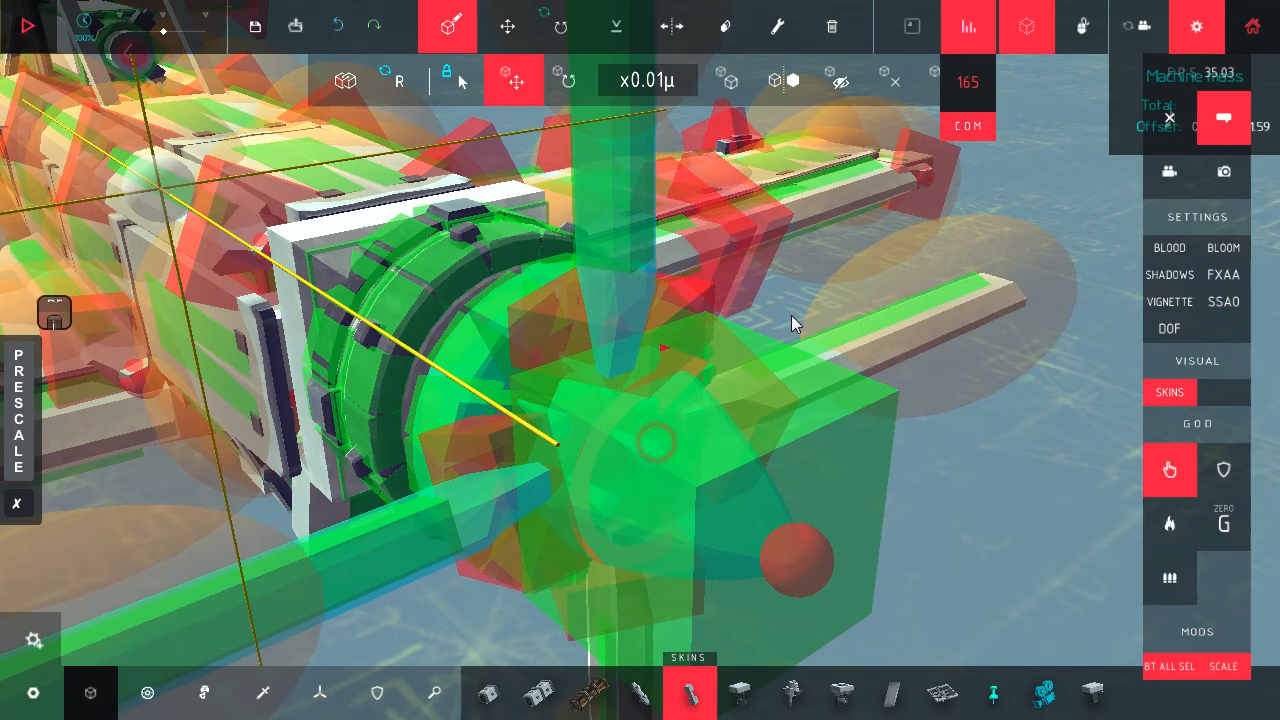 100%
R
x0.01µ
165
COM
FPS 35.03
Machine mass
Total:
Offset:
1.59
SETTINGS
BLOOD BLOOM
SHADOWS FXAA
VIGNETTE SSAO
DOF
VISUAL
SKINS
GOD
ZERO
G
MODS
BT ALL SEL SCALE
PRESCALE
✗
SKINS